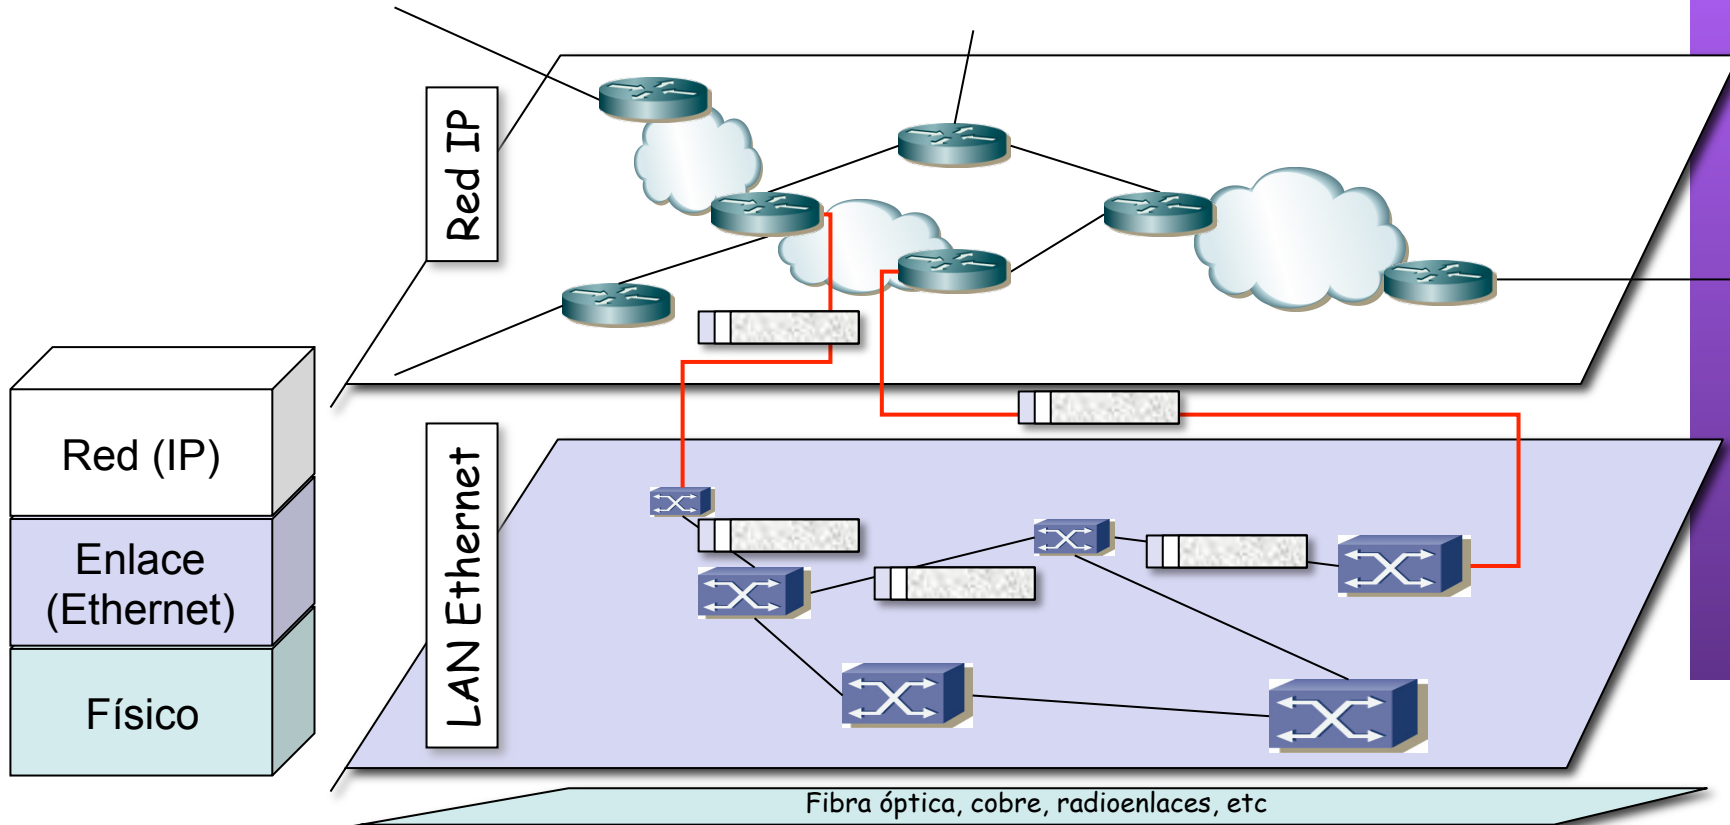 Red IP
Red (IP)
Enlace
(Ethernet)
Físico
LAN Ethernet
Fibra óptica, cobre, radioenlaces, etc